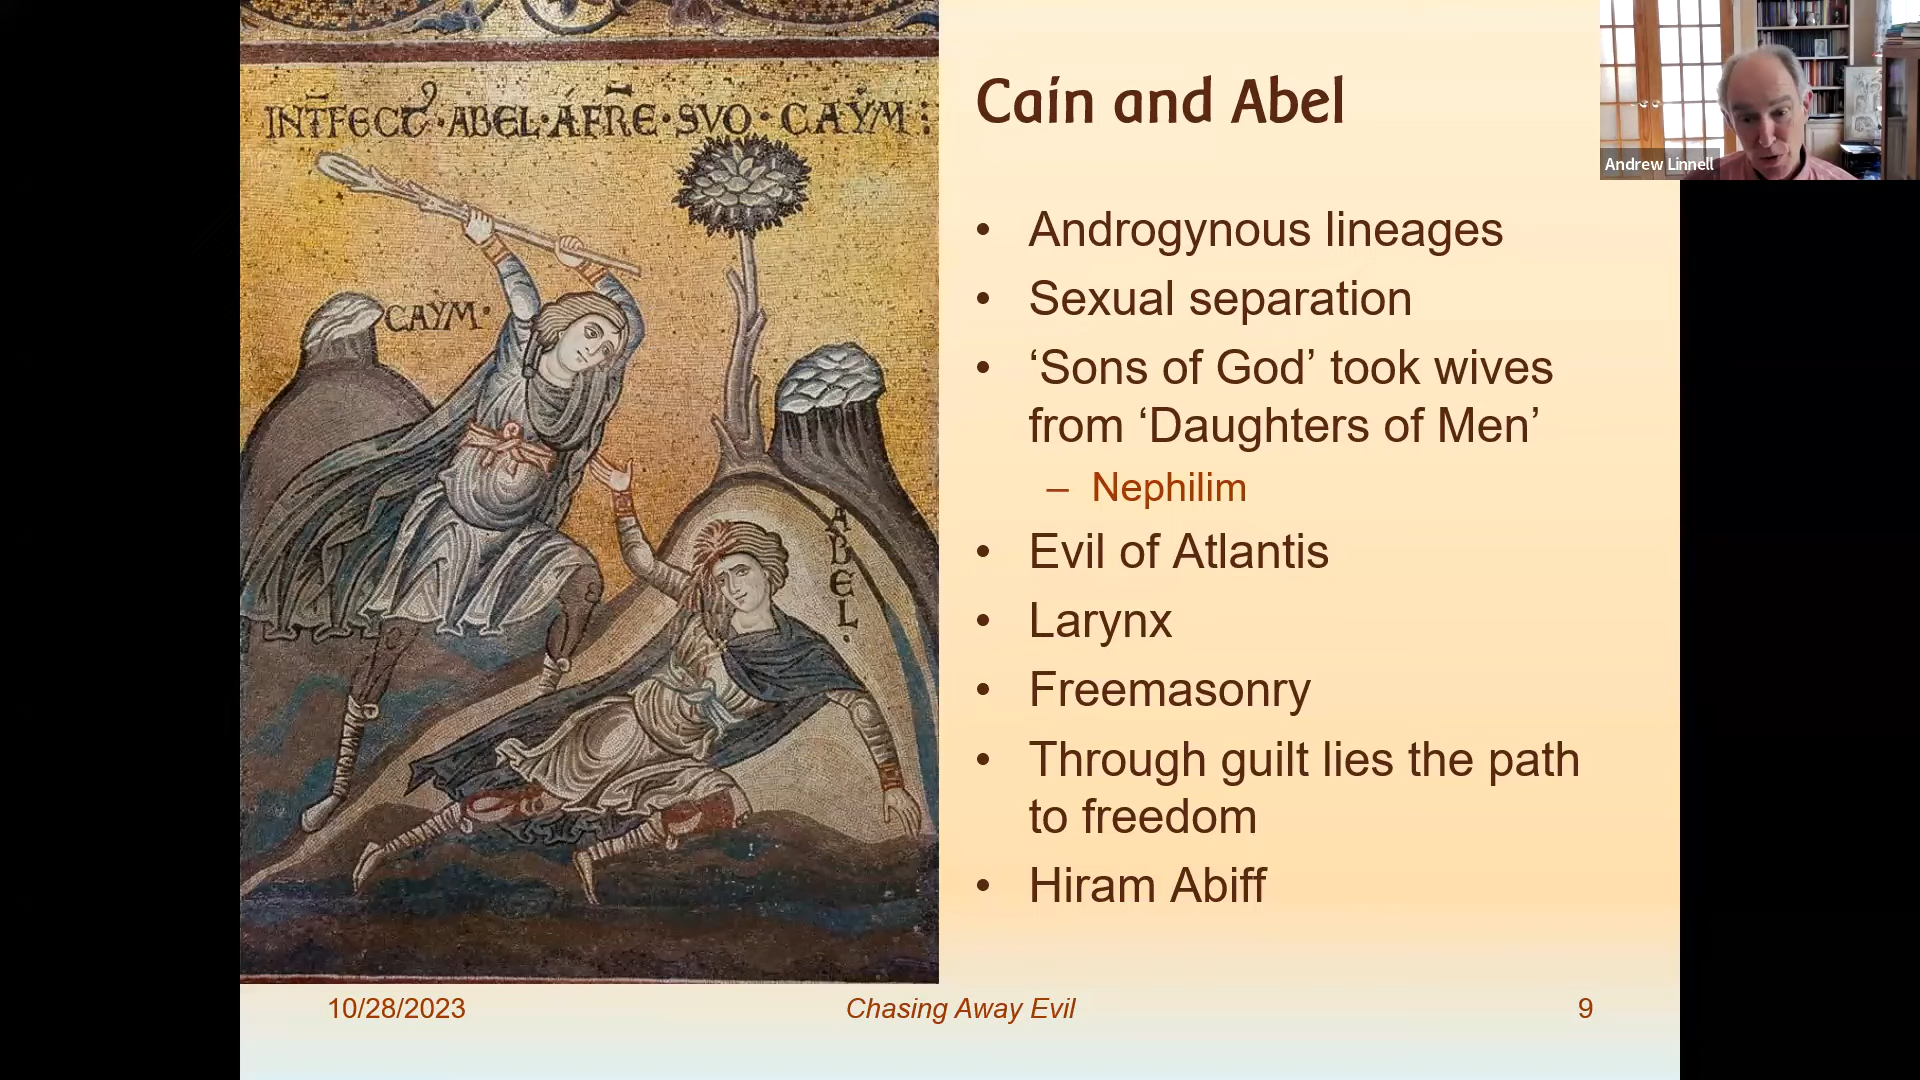 INTFECT·ABEL·AFRE·SVO·CAYM:
CAYM·
ABEL·
Cain and Abel
• Androgynous lineages
• Sexual separation
• ‘Sons of God’ took wives
from ‘Daughters of Men’
– Nephilim
• Evil of Atlantis
• Larynx
• Freemasonry
• Through guilt lies the path
to freedom
• Hiram Abiff
10/28/2023
Chasing Away Evil
9
Andrew Linnell